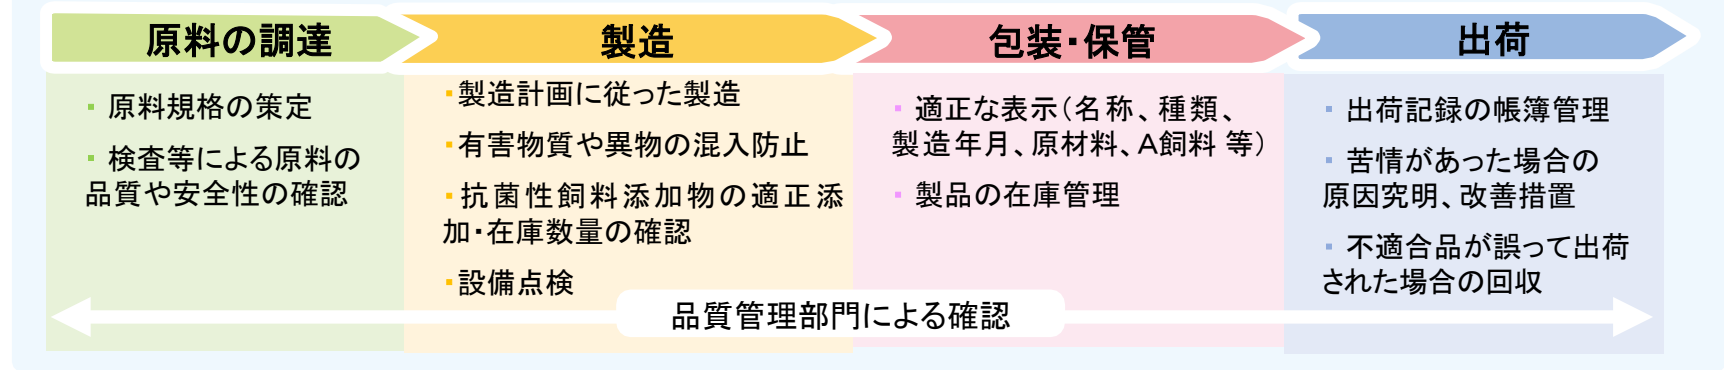 原料の調達
・ 原料規格の策定
・ 検査等による原料の
品質や安全性の確認
製造
・製造計画に従った製造
・有害物質や異物の混入防止
・抗菌性飼料添加物の適正添
加・在庫数量の確認
・設備点検
包装・保管
・ 適正な表示(名称、種類、
製造年月、原材料、A飼料 等)
・ 製品の在庫管理
出荷
・ 出荷記録の帳簿管理
・ 苦情があった場合の
原因究明、改善措置
・ 不適合品が誤って出荷
された場合の回収
品質管理部門による確認